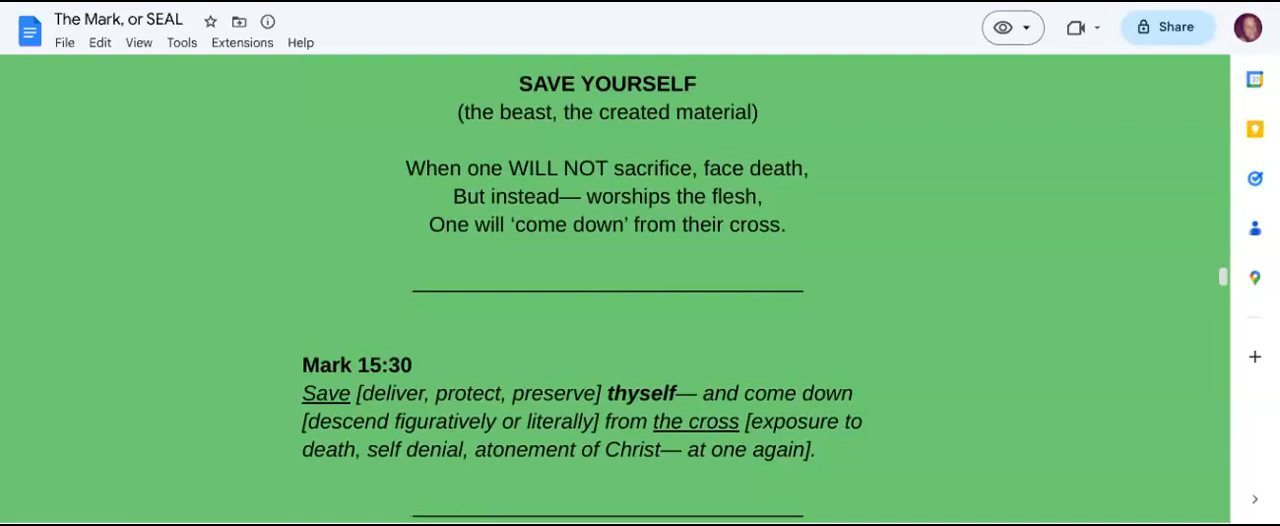 The Mark, or SEAL
File Edit View Tools Extensions Help
Share
SAVE YOURSELF
(the beast, the created material)
When one WILL NOT sacrifice, face death,
But instead— worships the flesh,
One will ‘come down’ from their cross.
Mark 15:30
Save [deliver, protect, preserve] thyself— and come down
[descend figuratively or literally] from the cross [exposure to
death, self denial, atonement of Christ— at one again].